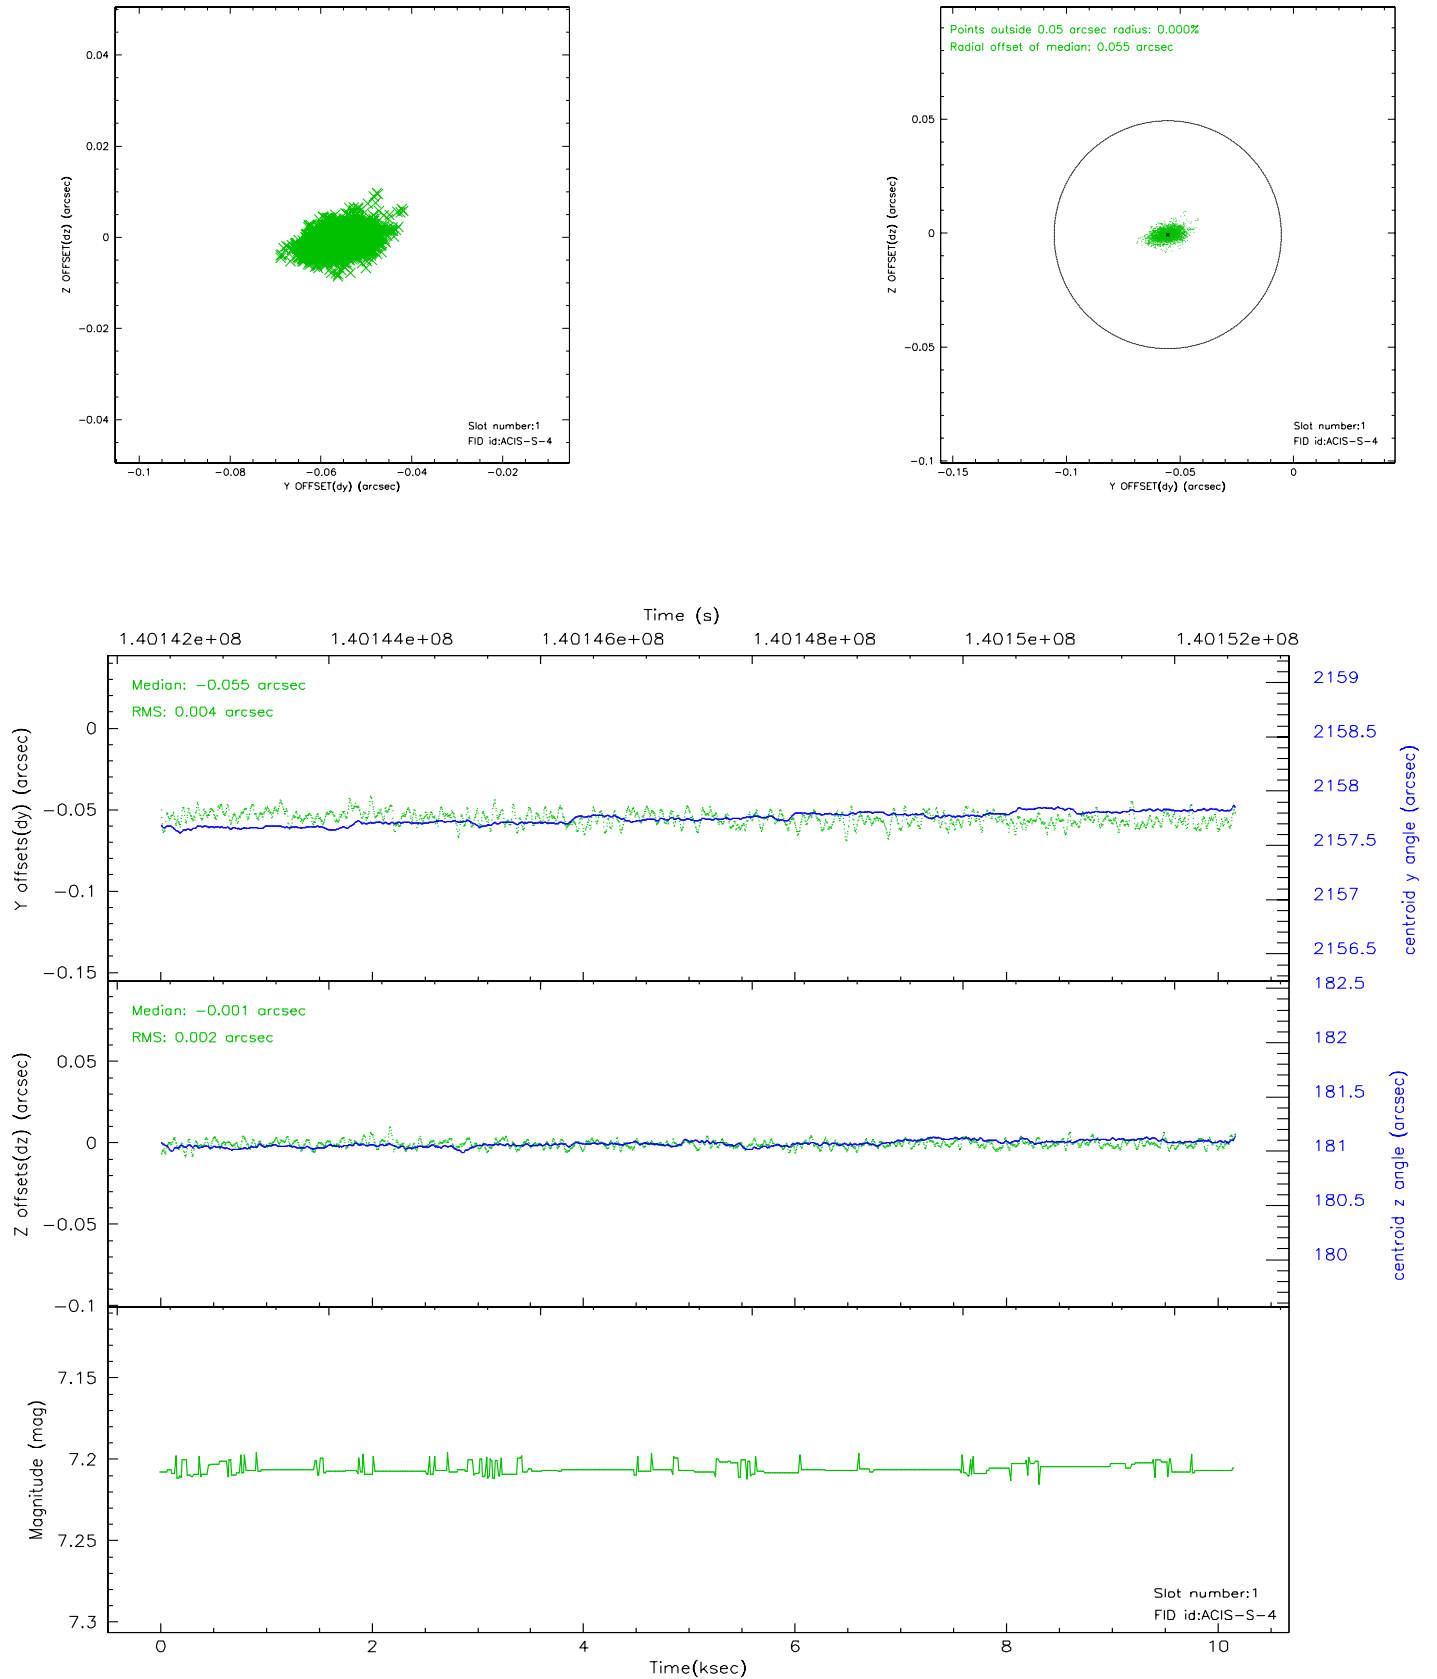 0.04
0.02
0
−0.02
−0.04
Z OFFSET(dz) (arcsec)
Slot number:1
FID id:ACIS−S−4
−0.1
−0.08
−0.06
−0.04
−0.02
Y OFFSET(dy) (arcsec)
Points outside 0.05 arcsec radius: 0.000%
Radial offset of median: 0.055 arcsec
0.05
0
−0.05
−0.1
Z OFFSET(dz) (arcsec)
Slot number:1
FID id:ACIS−S−4
−0.15
−0.1
−0.05
0
Y OFFSET(dy) (arcsec)
Time (s)
1.40142e+08
1.40144e+08
1.40146e+08
1.40148e+08
1.4015e+08
1.40152e+08
Median: −0.055 arcsec
RMS: 0.004 arcsec
0
−0.05
−0.1
−0.15
Y offsets(dy) (arcsec)
2159
2158.5
2158
2157.5
2157
2156.5
centroid y angle (arcsec)
Median: −0.001 arcsec
RMS: 0.002 arcsec
0.05
0
−0.05
−0.1
Z offsets(dz) (arcsec)
182.5
182
181.5
181
180.5
180
centroid z angle (arcsec)
7.15
7.2
7.25
7.3
Magnitude (mag)
Slot number:1
FID id:ACIS−S−4
0
2
4
6
8
10
Time(ksec)